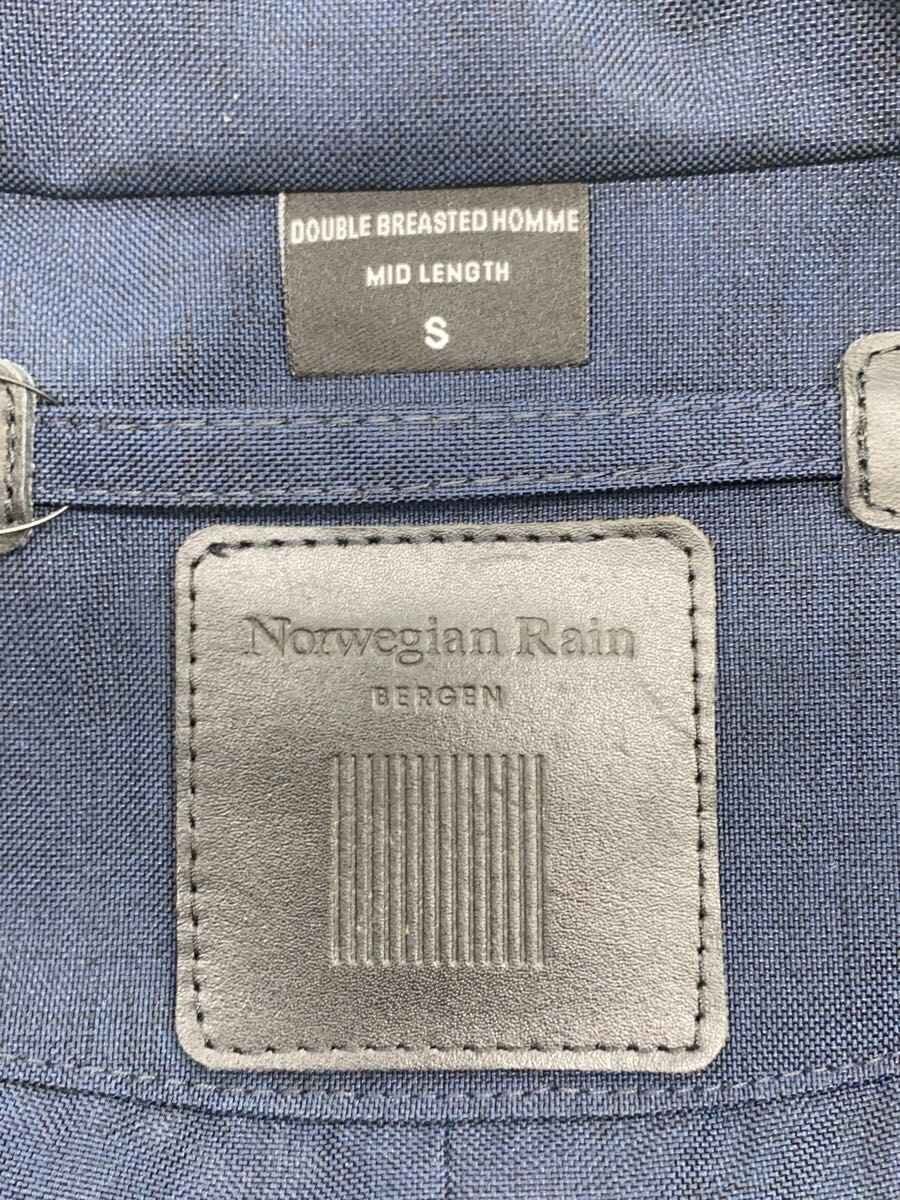 DOUBLE BREASTED HOMME
MID LENGTH
S
Norwegian Rain
BERGEN